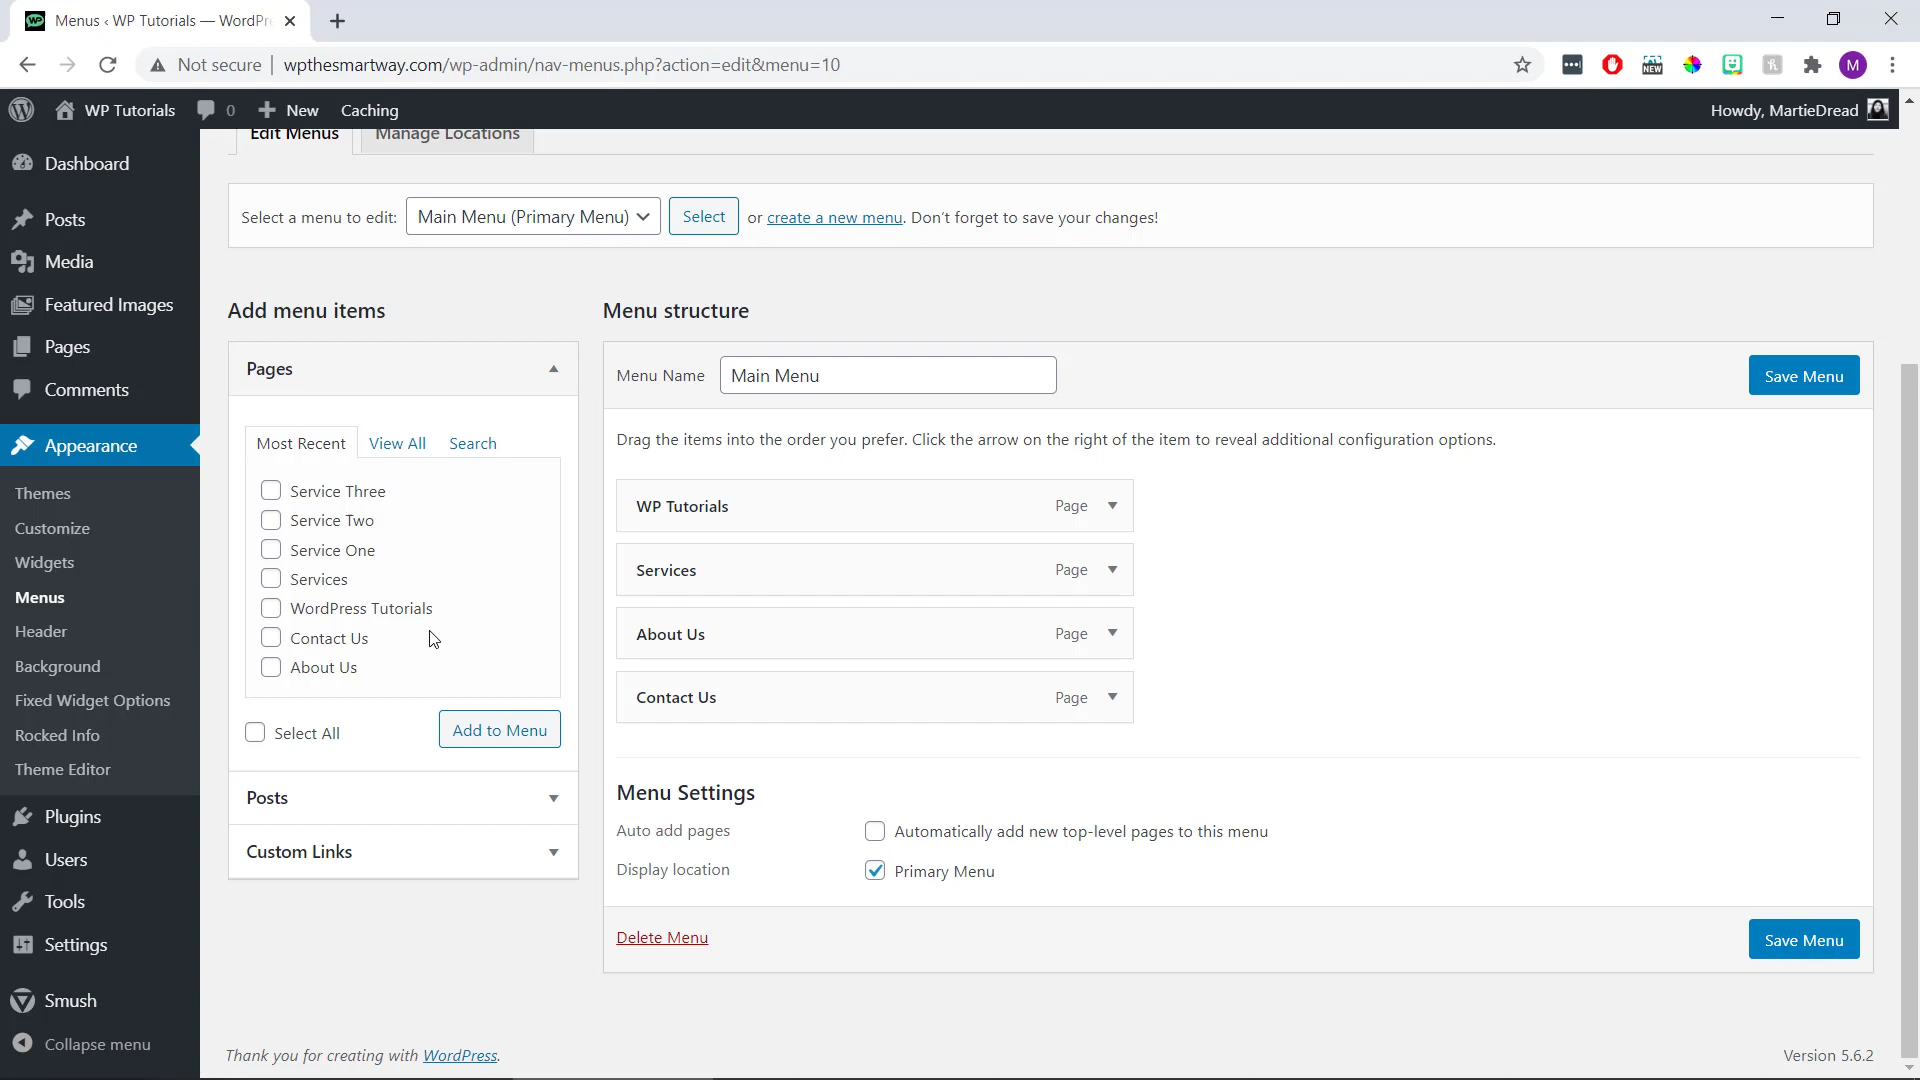 Menus ‹ WP Tutorials — WordPre
Not secure
wpthesmartway.com/wp-admin/nav-menus.php?action=edit&menu=10
NEW
M
WP Tutorials
0
New
Caching
Howdy, MartieDread
Edit Menus
Manage Locations
Dashboard
Posts
Media
Featured Images
Pages
Comments
Appearance
Themes
Customize
Widgets
Menus
Header
Background
Fixed Widget Options
Rocked Info
Theme Editor
Plugins
Users
Tools
Settings
Smush
Collapse menu
Select a menu to edit: Main Menu (Primary Menu) Select or create a new menu. Don't forget to save your changes!
Add menu items
Pages
Most Recent View All Search
Service Three
Service Two
Service One
Services
WordPress Tutorials
Contact Us
About Us
Select All
Add to Menu
Posts
Custom Links
Menu structure
Menu Name Main Menu
Save Menu
Drag the items into the order you prefer. Click the arrow on the right of the item to reveal additional configuration options.
WP Tutorials Page
Services Page
About Us Page
Contact Us Page
Menu Settings
Auto add pages Automatically add new top-level pages to this menu
Display location Primary Menu
Delete Menu
Save Menu
Thank you for creating with WordPress.
Version 5.6.2